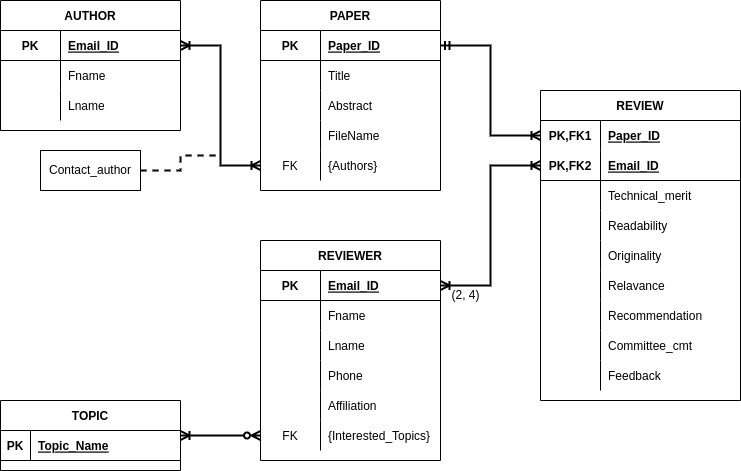 AUTHOR
PK Email_ID
Fname
Lname
Contact_author
PAPER
PK Paper_ID
Title
Abstract
FileName
FK {Authors}
REVIEW
PK,FK1 Paper_ID
PK,FK2 Email_ID
Technical_merit
Readability
Originality
Relavance
Recommendation
Committee_cmt
Feedback
REVIEWER
PK Email_ID
(2, 4)
Fname
Lname
Phone
Affiliation
FK {Interested_Topics}
TOPIC
PK Topic_Name